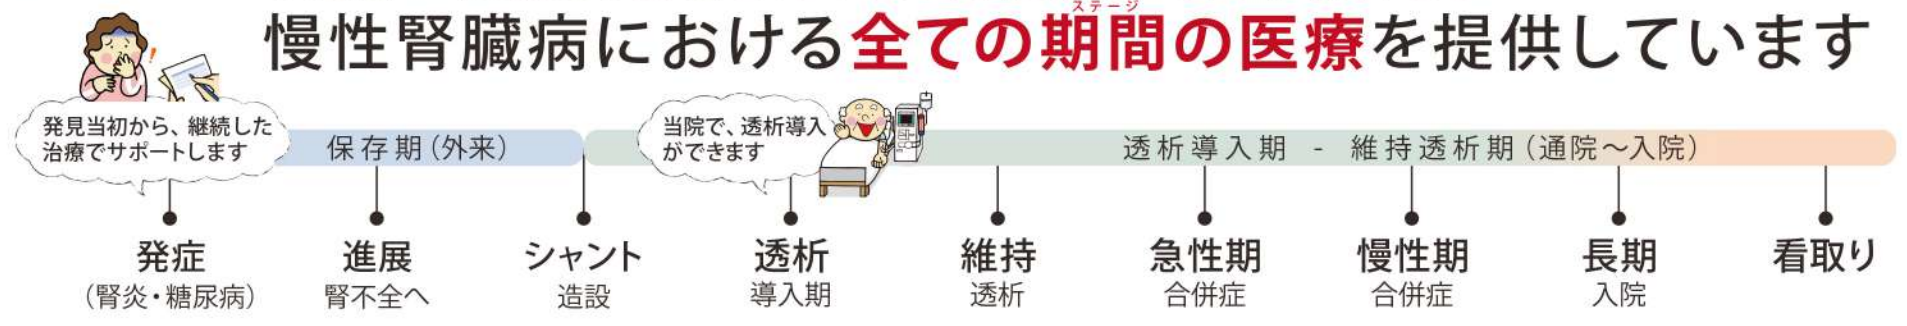 ステージ
慢性腎臓病における全ての期間の医療を提供しています
発見当初から、継続した
治療でサポートします
保存期(外来)
当院で、透析導入
ができます
透析導入期 - 維持透析期(通院～入院)
発症
(腎炎・糖尿病)
進展
腎不全へ
シャント
造設
透析
導入期
維持
透析
急性期
合併症
慢性期
合併症
長期
入院
看取り